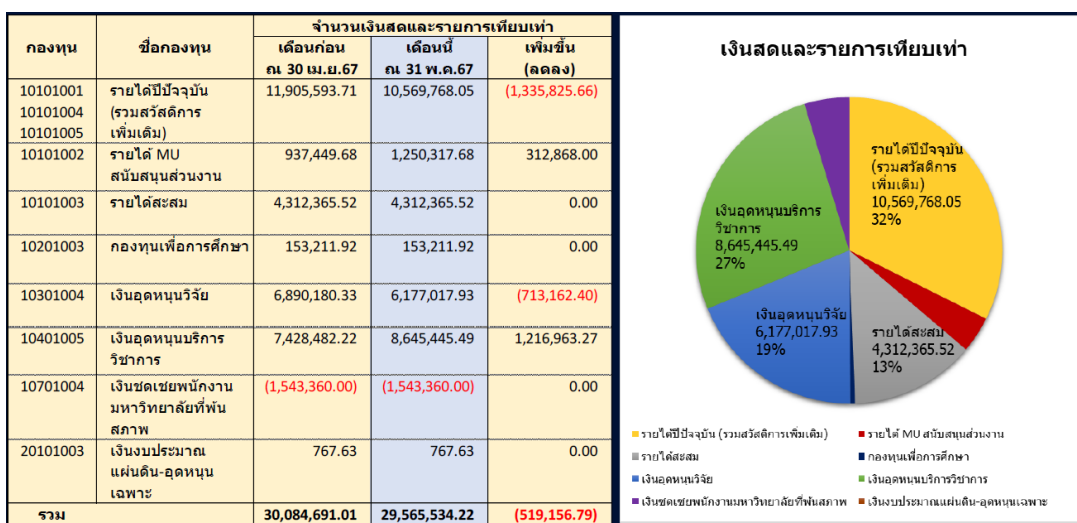 กองทุน ชื่อกองทุน จำนวนเงินสดและรายการเทียบเท่า
เดือนก่อน เดือนนี้ เพิ่มขึ้น
ณ 30 เม.ย.67 ณ 31 พ.ค.67 (ลดลง)
10101001 รายได้ปีปัจจุบัน 11,905,593.71 10,569,768.05 (1,335,825.66)
10101004 (รวมสวัสดิการ
10101005 เพิ่มเติม)
10101002 รายได้ MU 937,449.68 1,250,317.68 312,868.00
สนับสนุนส่วนงาน
10101003 รายได้สะสม 4,312,365.52 4,312,365.52 0.00
10201003 กองทุนเพื่อการศึกษา 153,211.92 153,211.92 0.00
10301004 เงินอุดหนุนวิจัย 6,890,180.33 6,177,017.93 (713,162.40)
10401005 เงินอุดหนุนบริการ 7,428,482.22 8,645,445.49 1,216,963.27
วิชาการ
10701004 เงินชดเชยพนักงาน (1,543,360.00) (1,543,360.00) 0.00
มหาวิทยาลัยที่พ้น
สภาพ
20101003 เงินงบประมาณ 767.63 767.63 0.00
แผ่นดิน-อุดหนุน
เฉพาะ
รวม 30,084,691.01 29,565,534.22 (519,156.79)
เงินสดและรายการเทียบเท่า
รายได้ปีปัจจุบัน
(รวมสวัสดิการ
เพิ่มเติม)
10,569,768.05
32%
เงินอุดหนุนบริการ
วิชาการ
8,645,445.49
27%
เงินอุดหนุนวิจัย
6,177,017.93
19%
รายได้สะสม
4,312,365.52
13%
รายได้ปีปัจจุบัน (รวมสวัสดิการเพิ่มเติม) รายได้ MU สนับสนุนส่วนงาน
รายได้สะสม กองทุนเพื่อการศึกษา
เงินอุดหนุนวิจัย เงินอุดหนุนบริการวิชาการ
เงินชดเชยพนักงานมหาวิทยาลัยที่พ้นสภาพ เงินงบประมาณแผ่นดิน-อุดหนุนเฉพาะ